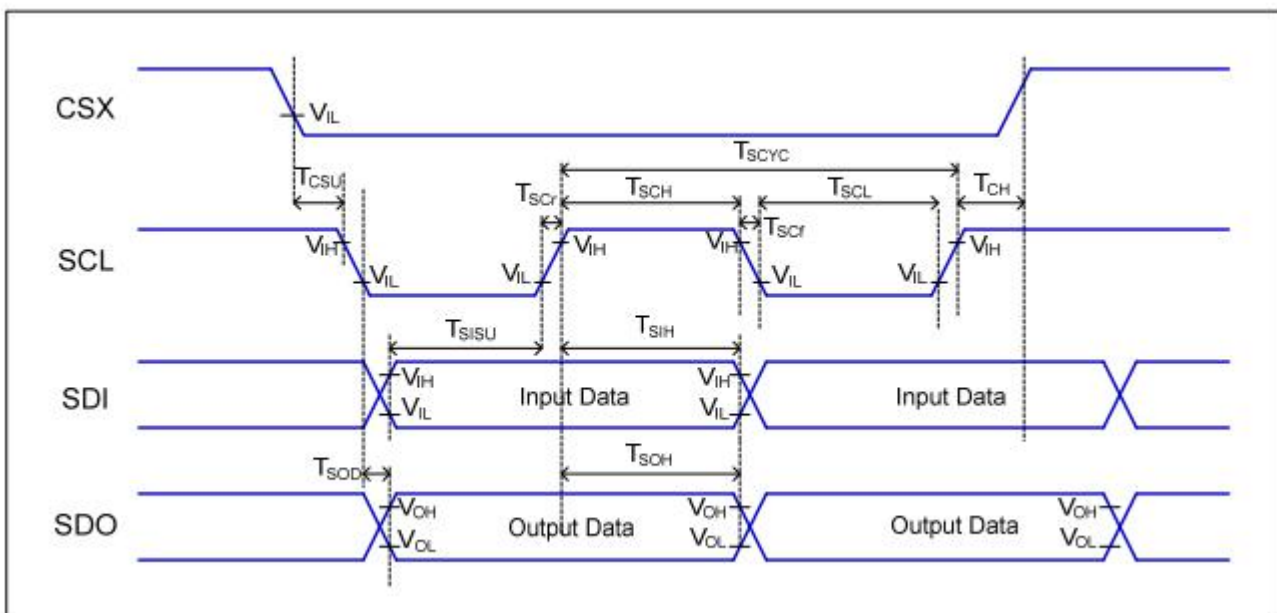 CSX
VIL
TSCYC
TCSU
TSCr
TSCH
TSCL
TCH
TSCf
SCL
VIH
VIL
VIL
VIH
VIH
VIL
VIL
VIH
TSISU
TSIH
SDI
VIH
VIL
Input Data
VIH
VIL
Input Data
TSOD
TSOH
SDO
VOH
VOL
Output Data
VOH
VOL
Output Data
VOH
VOL